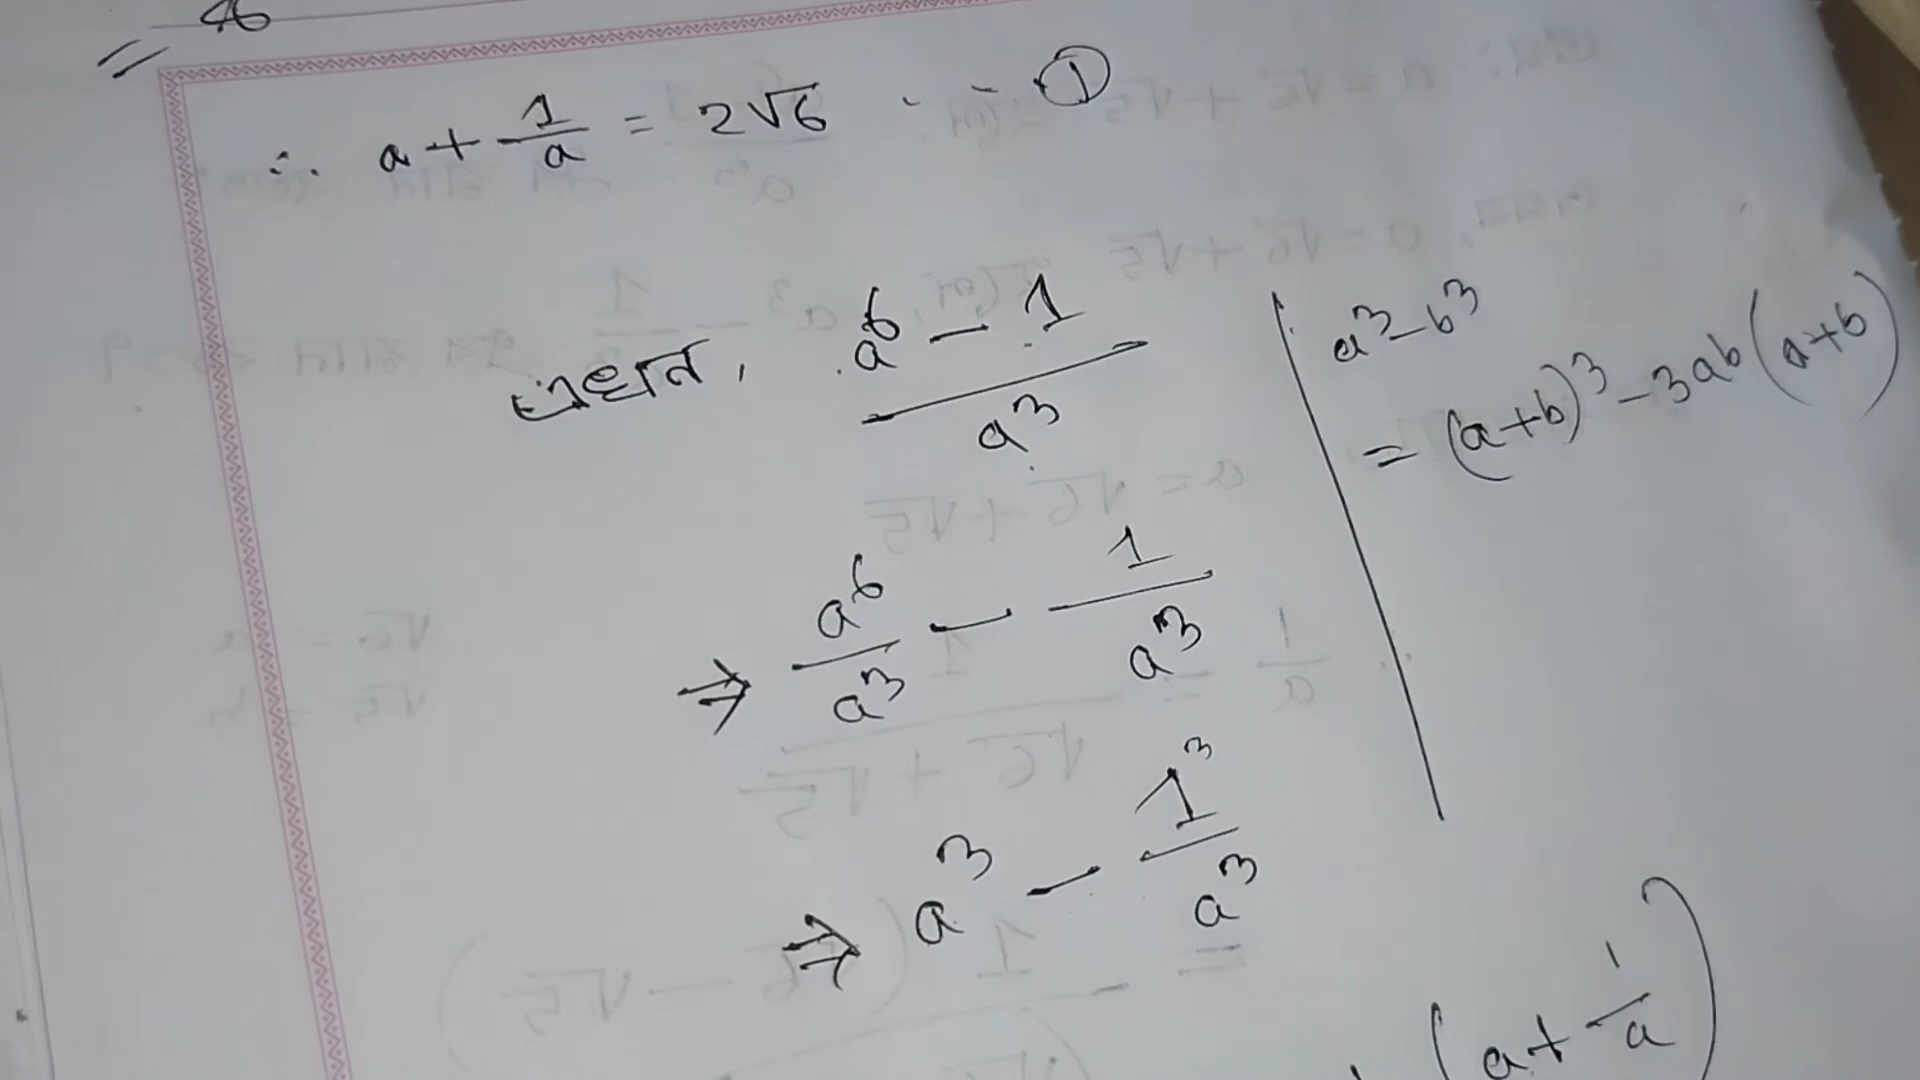 ∴ a + 1/a = 2√6 - - ①
এখন, a⁶ - 1 / a³
⇒ a⁶/a³ - 1/a³
⇒ a³ - 1³/a³
a³ - b³
= (a+b)³ - 3ab(a+b)
(a + 1/a)